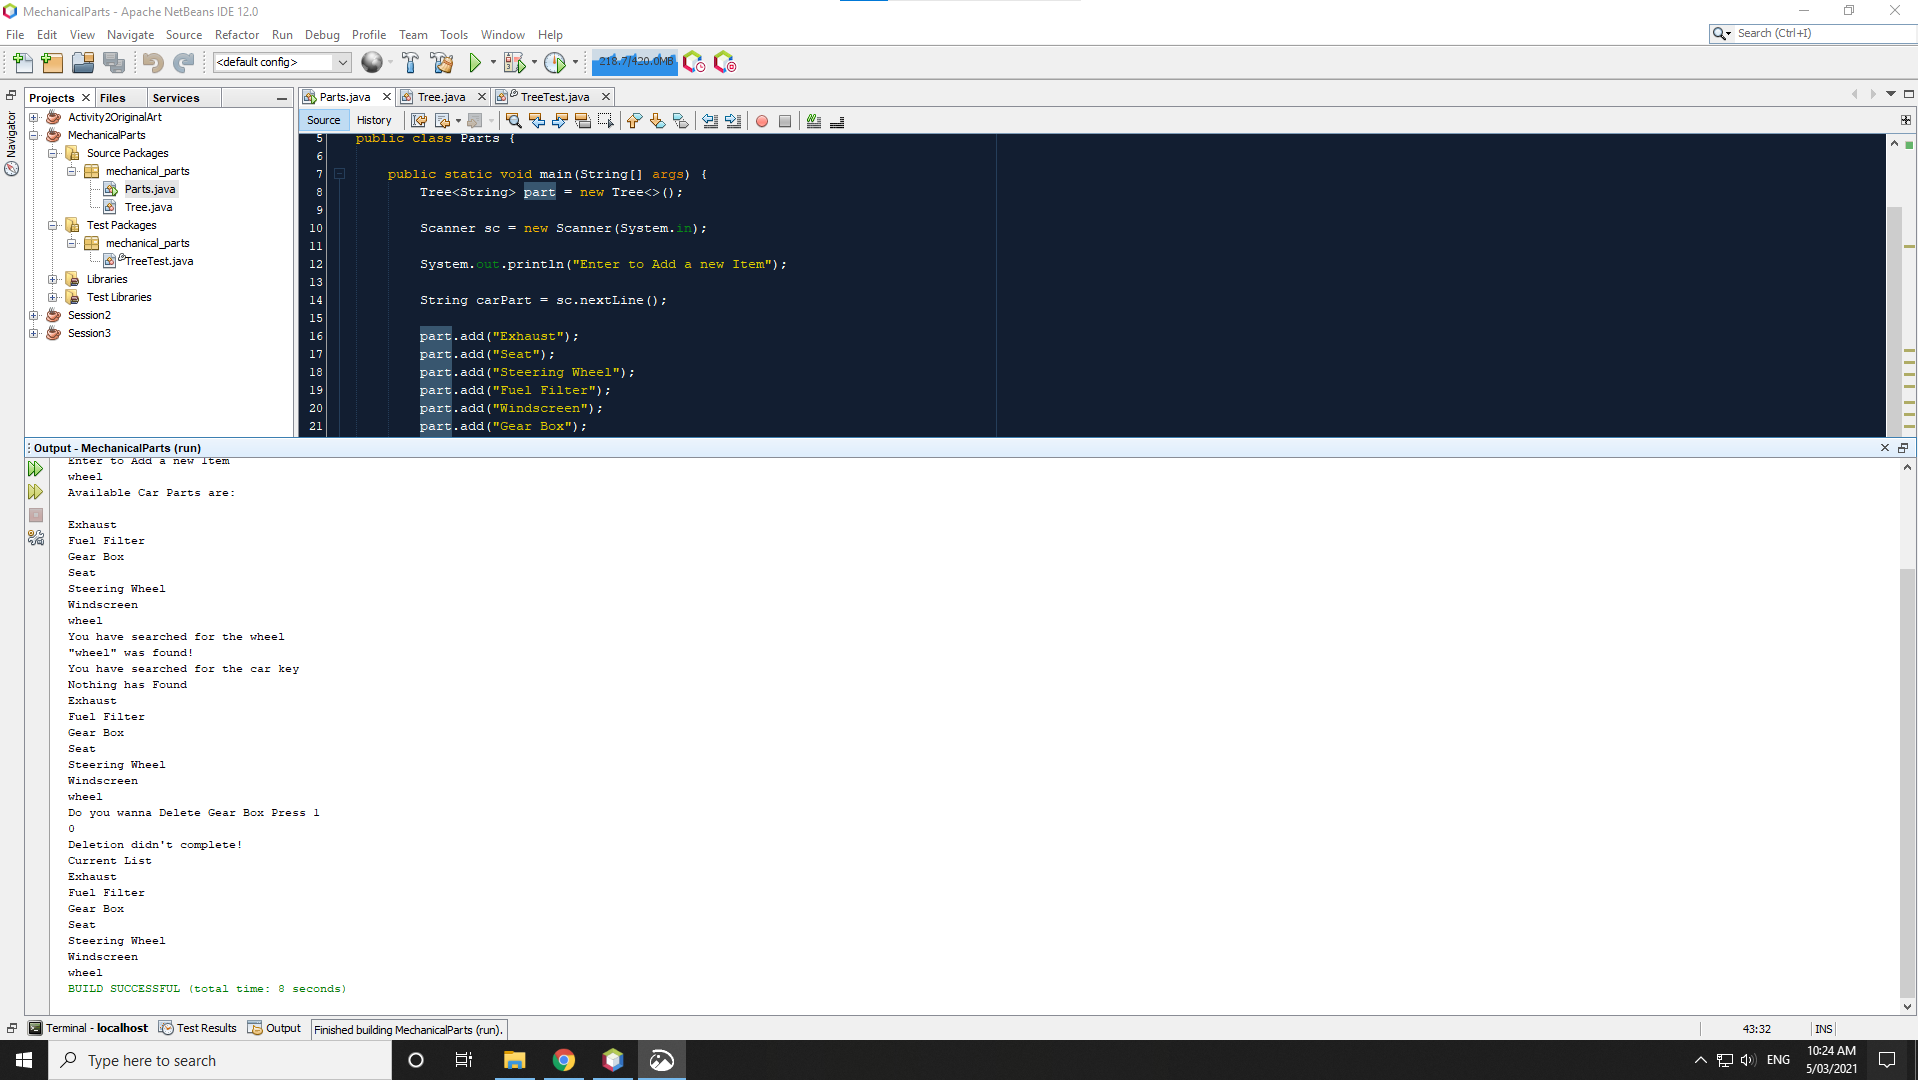 MechanicalParts - Apache NetBeans IDE 12.0
File Edit View Navigate Source Refactor Run Debug Profile Team Tools Window Help
Search (Ctrl+I)
<default config>
218.7/420.0MB
Projects Files Services
Parts.java Tree.java TreeTest.java
Navigator
Activity2OriginalArt
MechanicalParts
Source Packages
mechanical_parts
Parts.java
Tree.java
Test Packages
mechanical_parts
TreeTest.java
Libraries
Test Libraries
Session2
Session3
Source History
5 public class Parts {
6
7 public static void main(String[] args) {
8 Tree<String> part = new Tree<>();
9
10 Scanner sc = new Scanner(System.in);
11
12 System.out.println("Enter to Add a new Item");
13
14 String carPart = sc.nextLine();
15
16 part.add("Exhaust");
17 part.add("Seat");
18 part.add("Steering Wheel");
19 part.add("Fuel Filter");
20 part.add("Windscreen");
21 part.add("Gear Box");
Output - MechanicalParts (run)
Enter to Add a new Item
wheel
Available Car Parts are:
Exhaust
Fuel Filter
Gear Box
Seat
Steering Wheel
Windscreen
wheel
You have searched for the wheel
"wheel" was found!
You have searched for the car key
Nothing has Found
Exhaust
Fuel Filter
Gear Box
Seat
Steering Wheel
Windscreen
wheel
Do you wanna Delete Gear Box Press 1
0
Deletion didn't complete!
Current List
Exhaust
Fuel Filter
Gear Box
Seat
Steering Wheel
Windscreen
wheel
BUILD SUCCESSFUL (total time: 8 seconds)
Terminal - localhost Test Results Output Finished building MechanicalParts (run).
43:32 INS
Type here to search
ENG
10:24 AM
5/03/2021